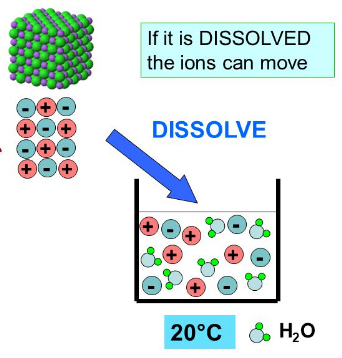 If it is DISSOLVED
the ions can move
- + -
+ - +
- + -
+ - +
DISSOLVE
+ - + -
+ + -
- + -
20°C
H₂O